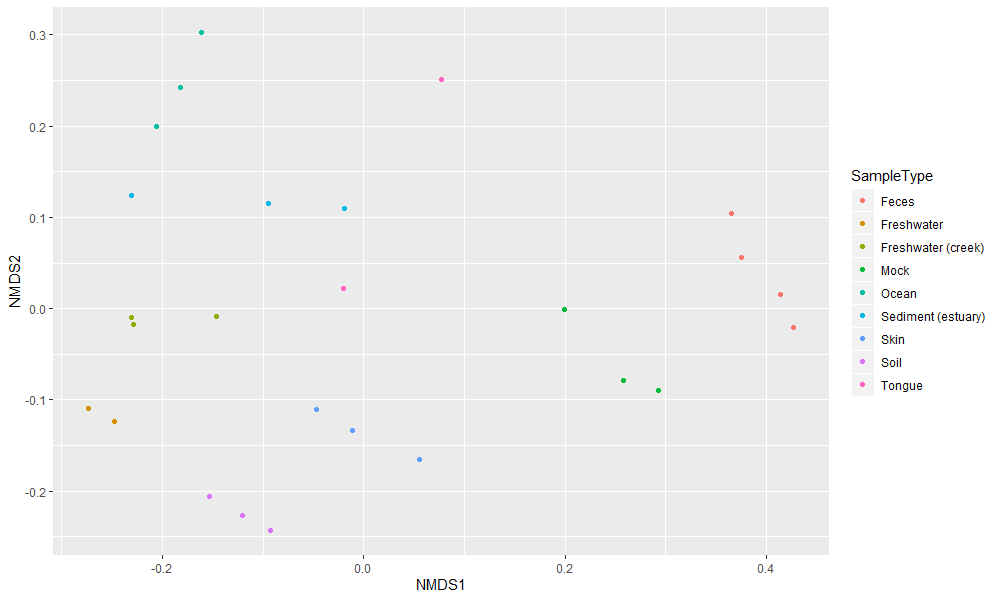 0.3
0.2
0.1
0.0
-0.1
-0.2
NMDS2
-0.2
0.0
0.2
0.4
NMDS1
SampleType
Feces
Freshwater
Freshwater (creek)
Mock
Ocean
Sediment (estuary)
Skin
Soil
Tongue